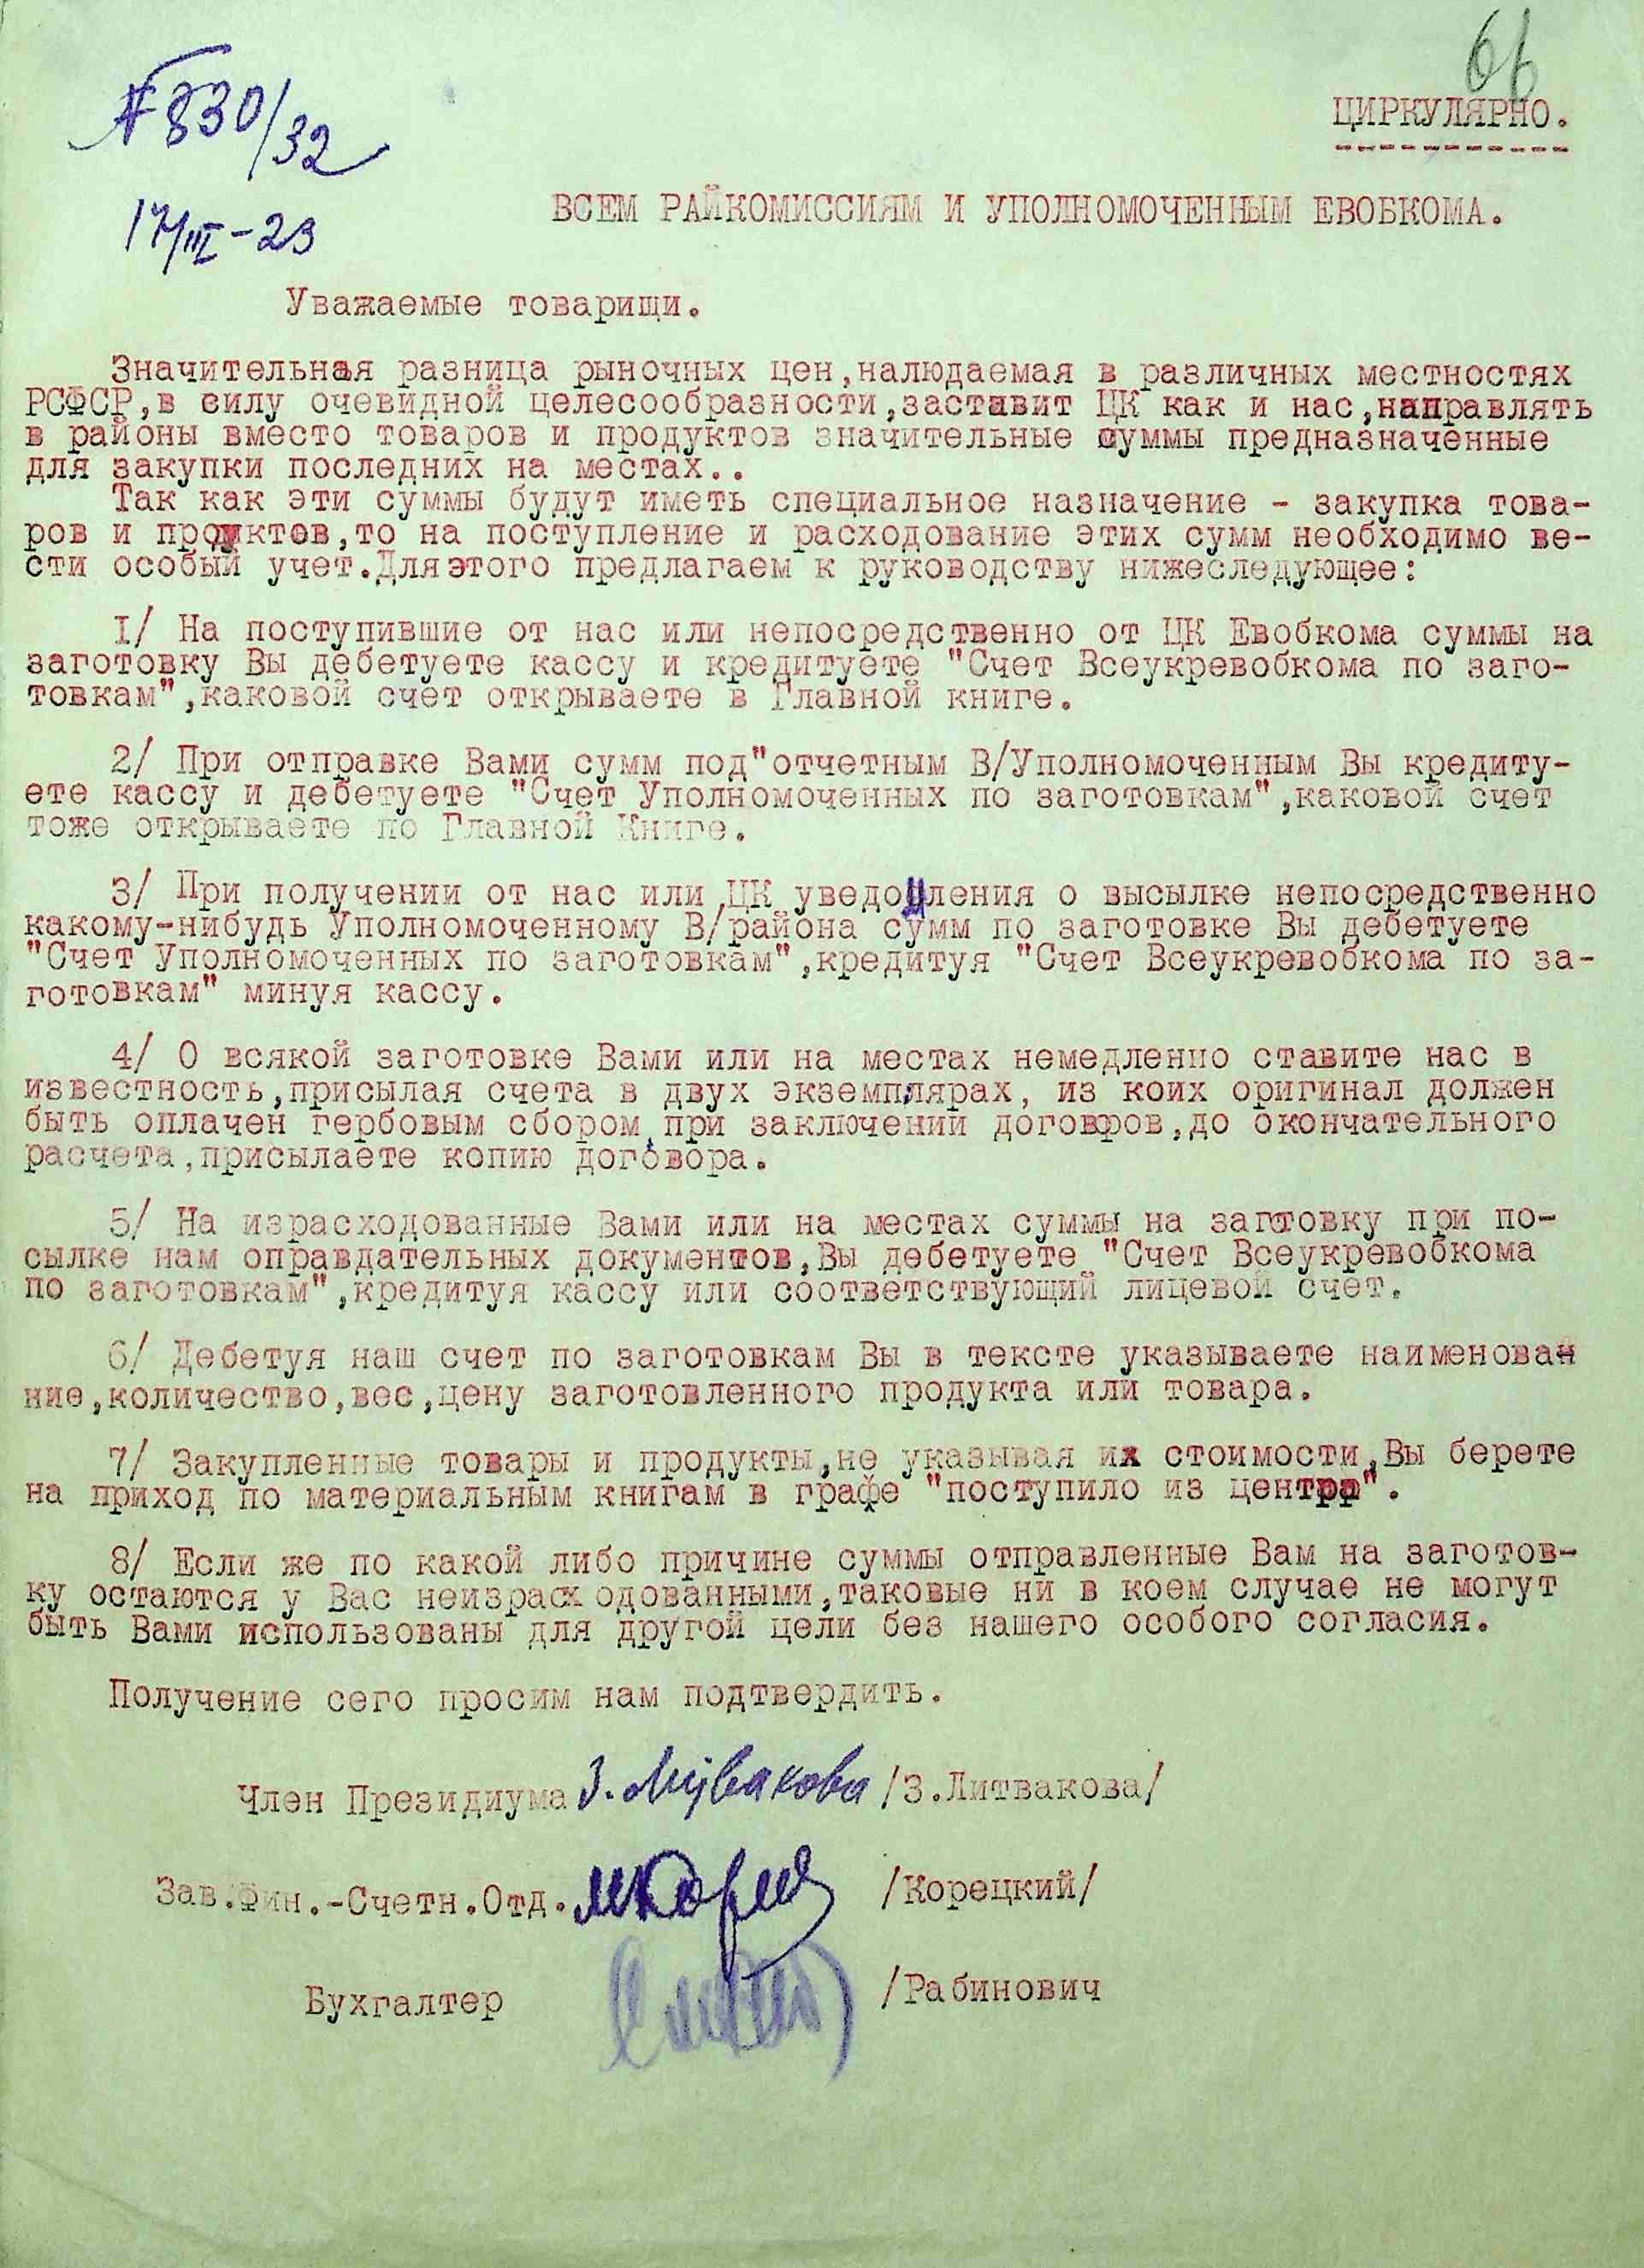 66
№ 830/32
ЦИРКУЛЯРНО.
ВСЕМ РАЙКОМИССИЯМ И УПОЛНОМОЧЕННЫМ ЕВОБКОМА.
17/III-23
Уважаемые товарищи.
Значительная разница рыночных цен,налюдаемая в различных местностях
РСФСР,в силу очевидной целесообразности,заставит ЦК как и нас,направлять
в районы вместо товаров и продуктов значительные суммы предназначенные
для закупки последних на местах..
Так как эти суммы будут иметь специальное назначение - закупка това-
ров и продуктов,то на поступление и расходование этих сумм необходимо ве-
сти особый учет.Для этого предлагаем к руководству нижеследующее:
1/ На поступившие от нас или непосредственно от ЦК Евобкома суммы на
заготовку Вы дебетуете кассу и кредитуете "Счет Всеукревобкома по заго-
товкам",каковой счет открываете в Главной книге.
2/ При отправке Вами сумм под"отчетным В/Уполномоченным Вы кредиту-
ете кассу и дебетуете "Счет Уполномоченных по заготовкам",каковой счет
тоже открываете по Главной Книге.
3/ При получении от нас или ЦК уведомления о высылке непосредственно
какому-нибудь Уполномоченному В/района сумм по заготовке Вы дебетуете
"Счет Уполномоченных по заготовкам",кредитуя "Счет Всеукревобкома по за-
готовкам" минуя кассу.
4/ О всякой заготовке Вами или на местах немедленно ставите нас в
известность,присылая счета в двух экземплярах, из коих оригинал должен
быть оплачен гербовым сбором,при заключении договоров,до окончательного
расчета,присылаете копию договора.
5/ На израсходованные Вами или на местах суммы на заготовку при по-
сылке нам оправдательных документов,Вы дебетуете "Счет Всеукревобкома
по заготовкам",кредитуя кассу или соответствующий лицевой счет.
6/ Дебетуя наш счет по заготовкам Вы в тексте указываете наименован
ние,количество,вес,цену заготовленного продукта или товара.
7/ Закупленные товары и продукты,не указывая их стоимости,Вы берете
на приход по материальным книгам в графе "поступило из центра".
8/ Если же по какой либо причине суммы отправленные Вам на заготов-
ку остаются у Вас неизрасходованными,таковые ни в коем случае не могут
быть Вами использованы для другой цели без нашего особого согласия.
Получение сего просим нам подтвердить.
Член Президиума З. Литвакова /З.Литвакова/
Зав.Фин.-Счетн.Отд. /Корецкий/
Бухгалтер /Рабинович